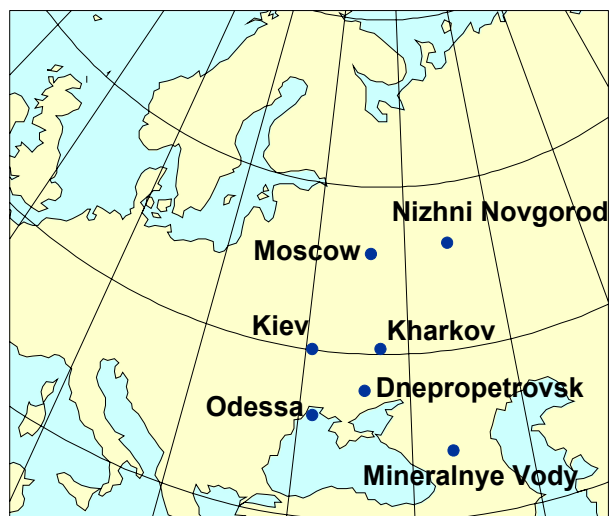 Nizhni Novgorod
Moscow
Kiev
Kharkov
Dnepropetrovsk
Odessa
Mineralnye Vody